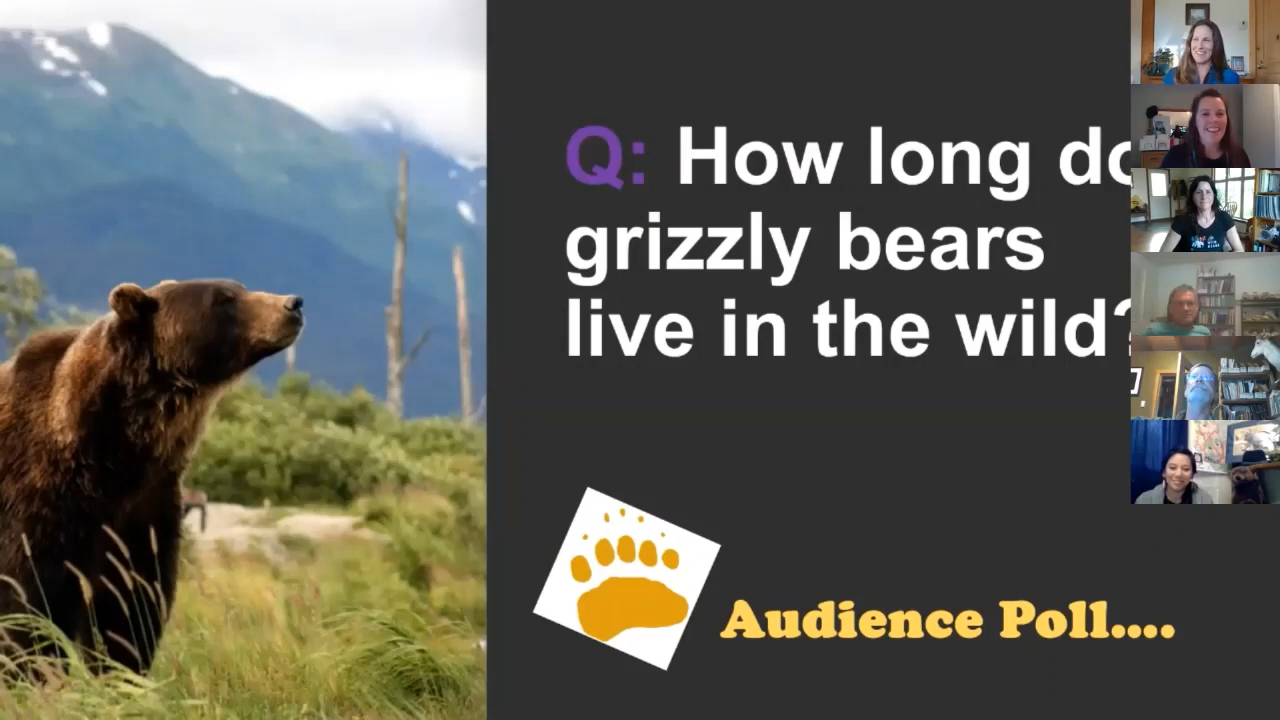 Q: How long do
grizzly bears
live in the wild?
Audience Poll....